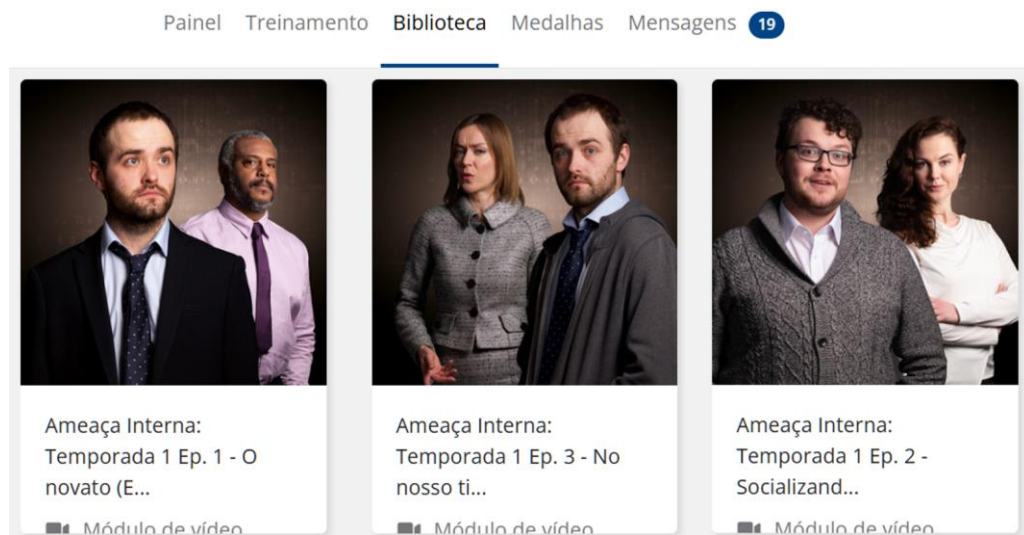 Painel Treinamento Biblioteca Medalhas Mensagens 19
Ameaça Interna:
Temporada 1 Ep. 1 - O
novato (E...
Módulo de vídeo
Ameaça Interna:
Temporada 1 Ep. 3 - No
nosso ti...
Módulo de vídeo
Ameaça Interna:
Temporada 1 Ep. 2 -
Socializand...
Módulo de vídeo